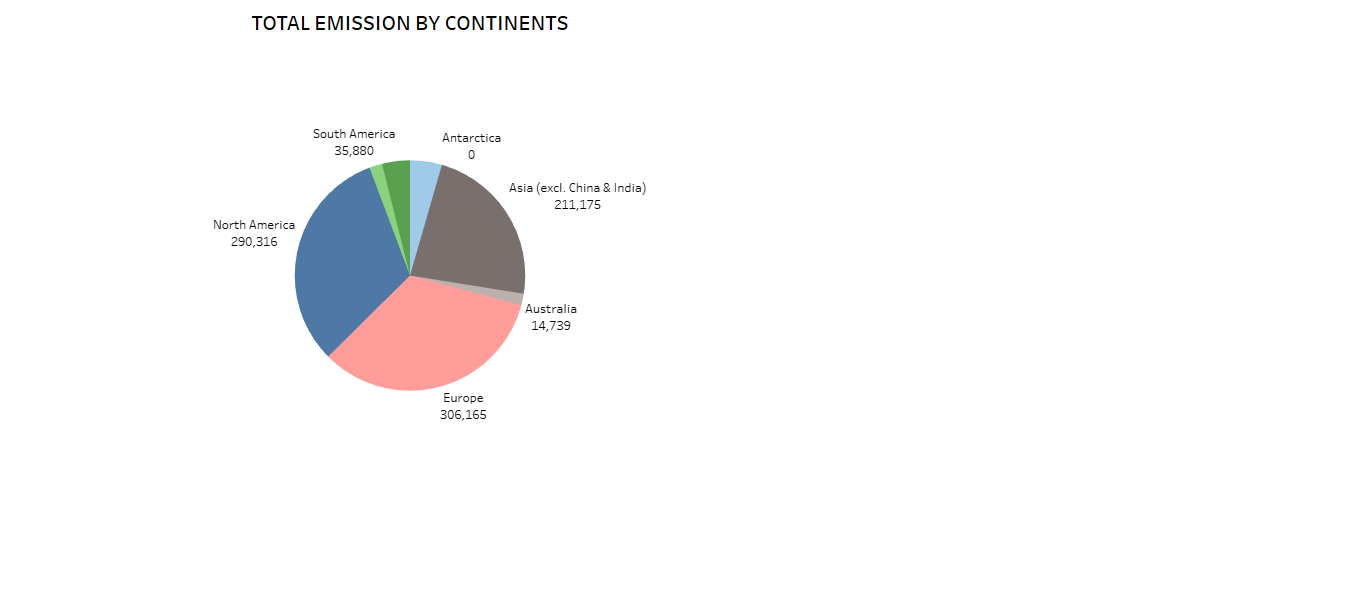 TOTAL EMISSION BY CONTINENTS
South America
35,880
Antarctica
0
Asia (excl. China & India)
211,175
North America
290,316
Australia
14,739
Europe
306,165